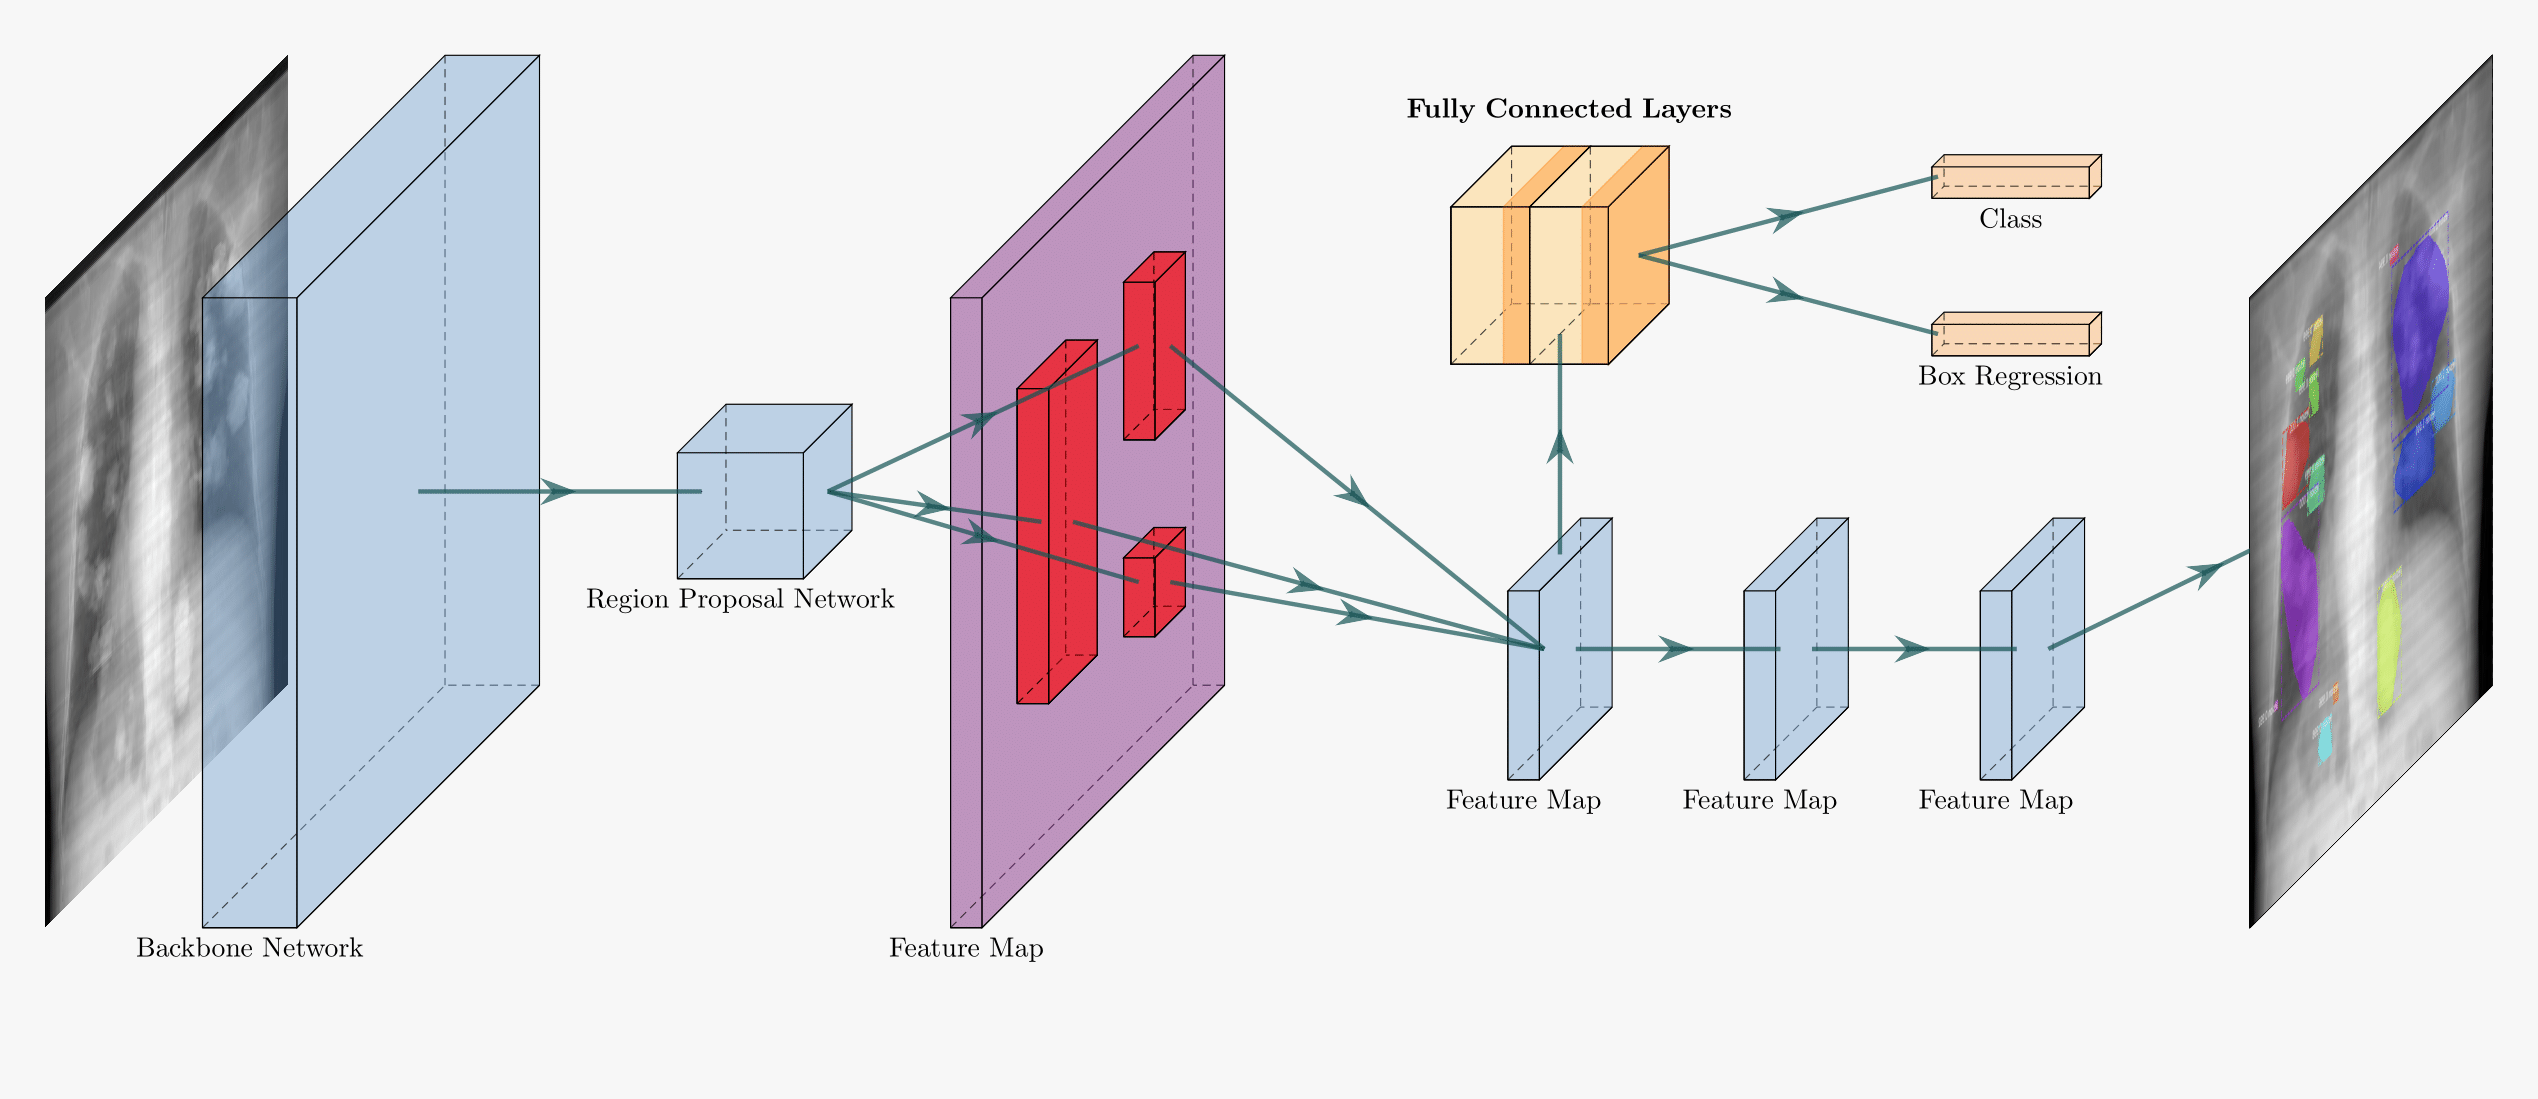 Fully Connected Layers
Class
Box Regression
Region Proposal Network
Feature Map
Feature Map
Feature Map
Backbone Network
Feature Map